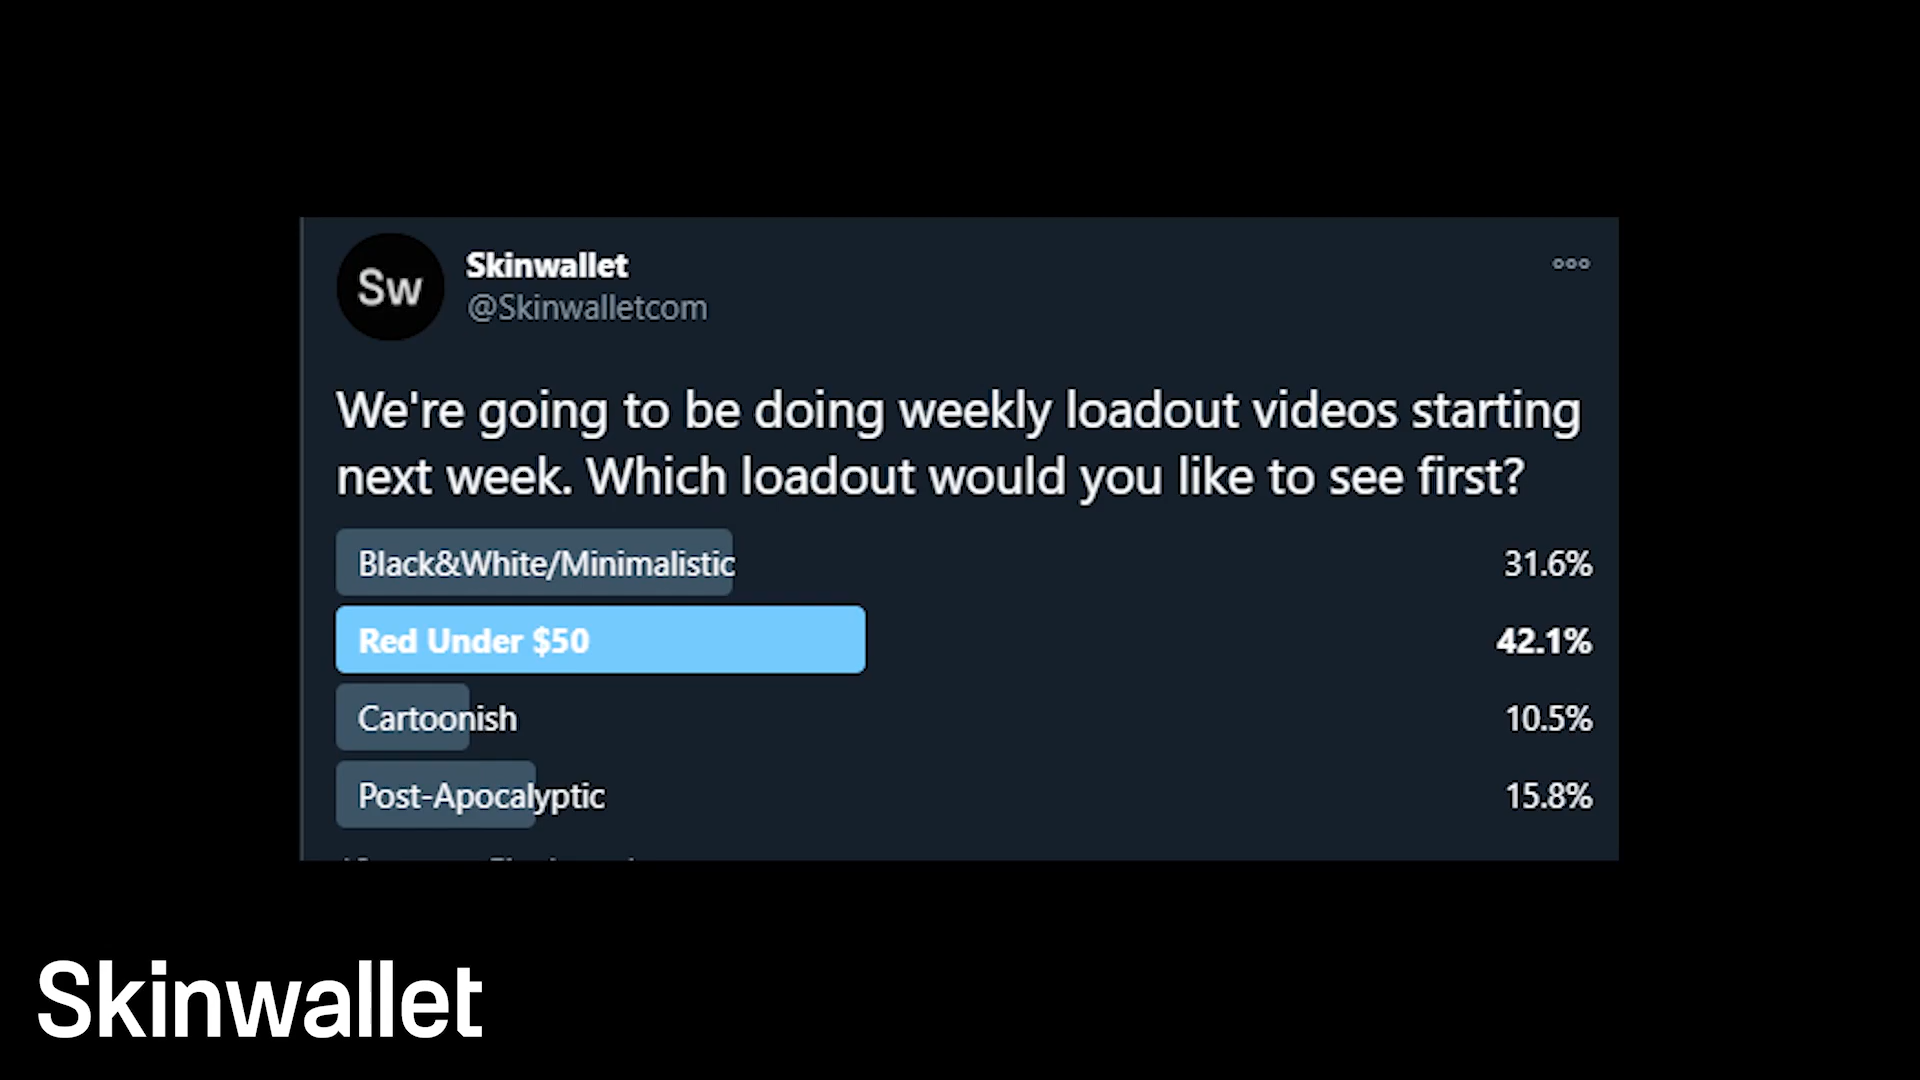 Sw
Skinwallet
@Skinwalletcom
We're going to be doing weekly loadout videos starting
next week. Which loadout would you like to see first?
Black&White/Minimalistic 31.6%
Red Under $50 42.1%
Cartoonish 10.5%
Post-Apocalyptic 15.8%
Skinwallet